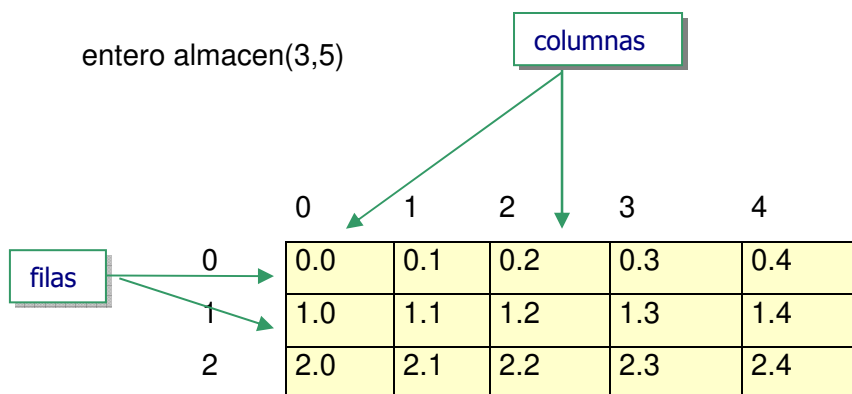 columnas
entero almacen(3,5)
0 1 2 3 4
filas
0 0.0 0.1 0.2 0.3 0.4
1 1.0 1.1 1.2 1.3 1.4
2 2.0 2.1 2.2 2.3 2.4